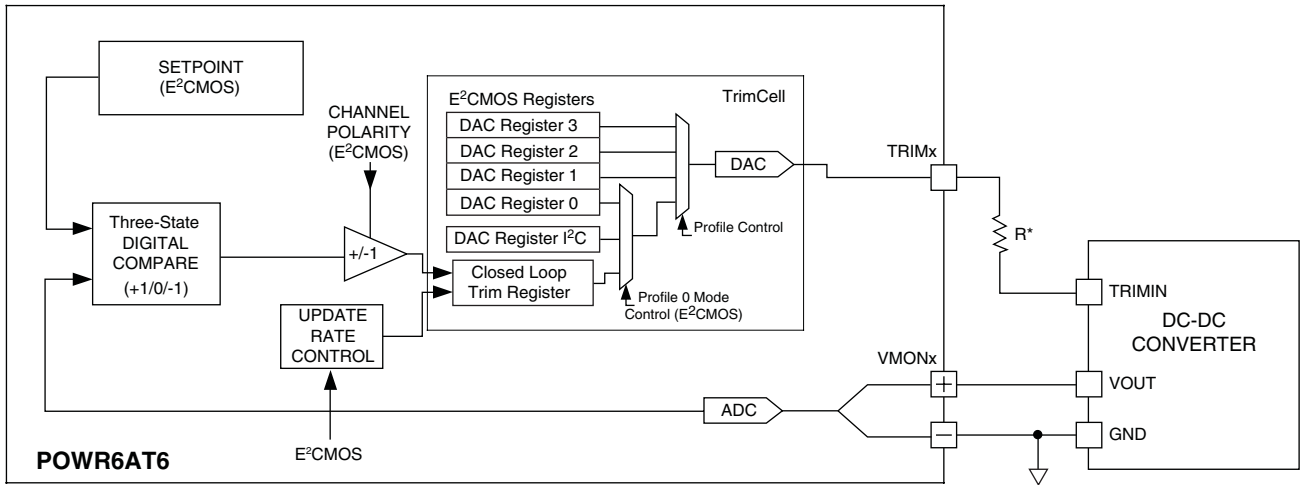 SETPOINT
(E²CMOS)
CHANNEL
POLARITY
(E²CMOS)
E²CMOS Registers
TrimCell
DAC Register 3
DAC Register 2
DAC Register 1
DAC Register 0
DAC Register I²C
Closed Loop
Trim Register
DAC
Profile Control
Profile 0 Mode
Control (E²CMOS)
Three-State
DIGITAL
COMPARE
(+1/0/-1)
+/-1
UPDATE
RATE
CONTROL
E²CMOS
ADC
TRIMx
R*
VMONx
+
–
TRIMIN
DC-DC
CONVERTER
VOUT
GND
POWR6AT6